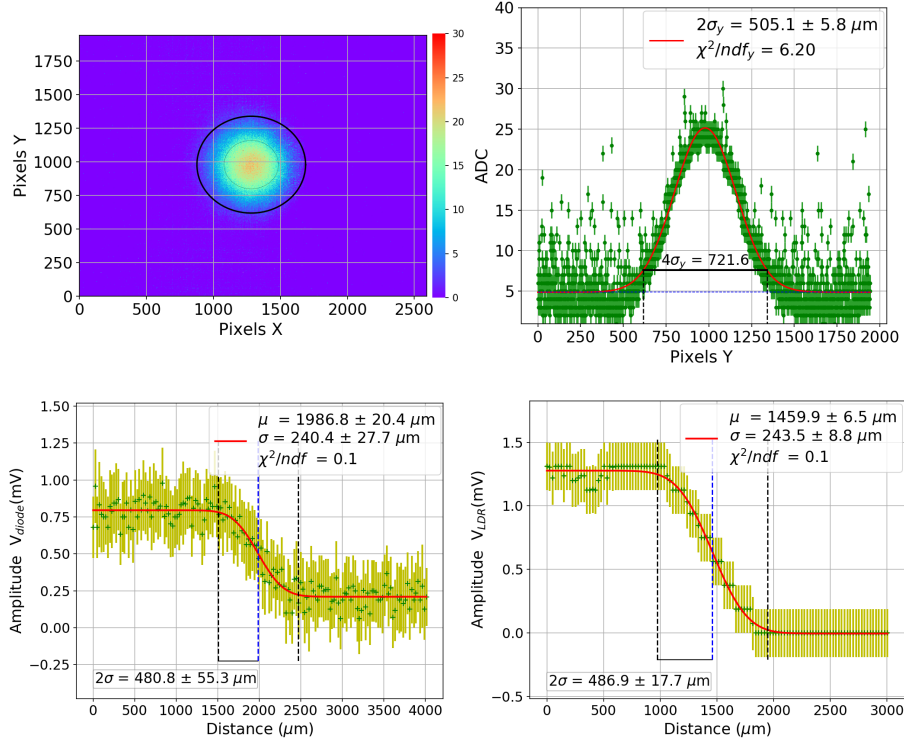 1750
1500
1250
1000
750
500
250
0
Pixels Y
0 500 1000 1500 2000 2500
Pixels X
30
25
20
15
10
5
0
40
35
30
25
20
15
10
5
ADC
2σy = 505.1 ± 5.8 μm
χ²/ndfy = 6.20
4σy = 721.6
0 250 500 750 1000 1250 1500 1750 2000
Pixels Y
1.50
1.25
1.00
0.75
0.50
0.25
0.00
−0.25
Amplitude Vdiode(mV)
μ = 1986.8 ± 20.4 μm
σ = 240.4 ± 27.7 μm
χ²/ndf = 0.1
2σ = 480.8 ± 55.3 μm
0 500 1000 1500 2000 2500 3000 3500 4000
Distance (μm)
1.5
1.0
0.5
0.0
−0.5
Amplitude VLDR(mV)
μ = 1459.9 ± 6.5 μm
σ = 243.5 ± 8.8 μm
χ²/ndf = 0.1
2σ = 486.9 ± 17.7 μm
0 500 1000 1500 2000 2500 3000
Distance (μm)